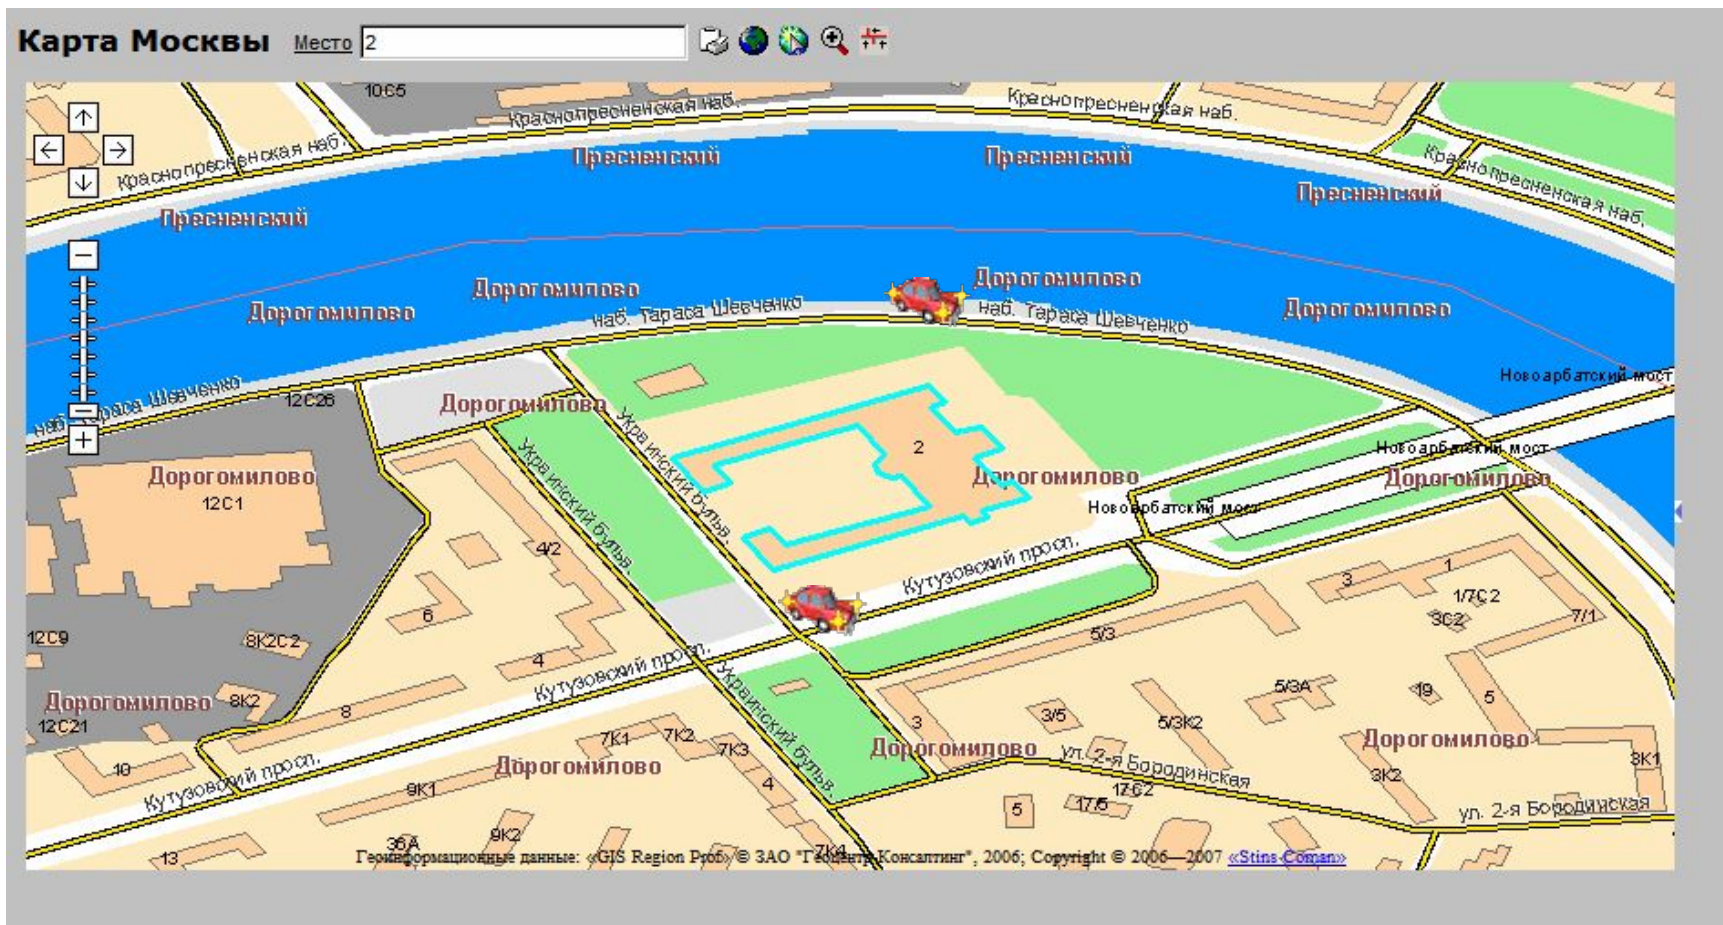 Карта Москвы Место 2
10С5
Краснопресненская наб.
Краснопресненская наб.
Краснопресненская наб.
Краснопресненская наб.
Пресненский
Пресненский
Пресненский
Пресненский
Дорогомилово
Дорогомилово
Дорогомилово
Дорогомилово
наб. Тараса Шевченко
наб. Тараса Шевченко
наб. Тараса Шевченко
Новоарбатский мост
12С26
Дорогомилово
Украинский бульв.
Украинский бульв.
2
Новоарбатский мост
Дорогомилово
12С1
Дорогомилово
Дорогомилово
Новоарбатский мост
4/2
Кутузовский просп.
3
1
1/7С2
3С2
7/1
6
12С9
8К2С2
5/3
4
Кутузовский просп.
Украинский бульв.
Дорогомилово
8К2
12С21
8
5/3А
19
5
3
3/5
5/3К2
7К1
7К2
7К3
Дорогомилово
Дорогомилово
Дорогомилово
ул. 2-я Бородинская
3К1
10
Кутузовский просп.
9К1
4
3К2
17С2
17/5
5
ул. 2-я Бородинская
9К2
36А
13
7К4
Геоинформационные данные: «GIS Region Prof» © ЗАО "Геоцентр-Консалтинг", 2006; Copyright © 2006—2007 «Stins Coman»